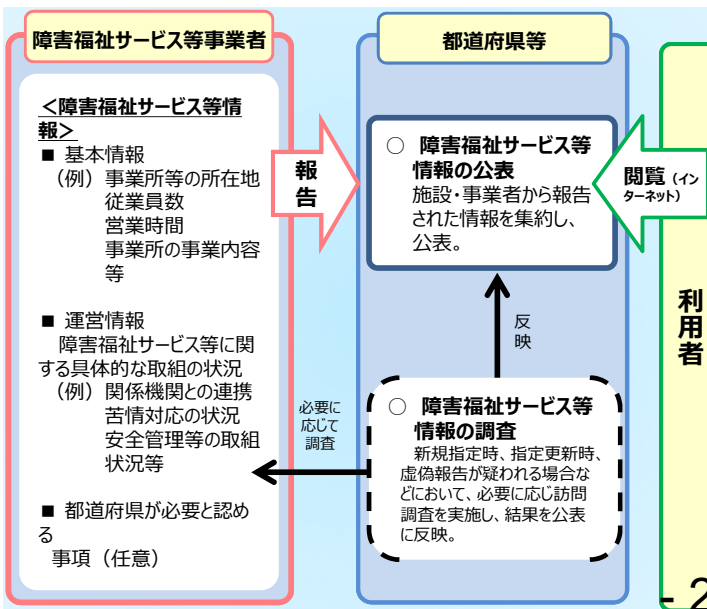 障害福祉サービス等事業者
＜障害福祉サービス等情
報＞
■ 基本情報
（例）事業所等の所在地
従業員数
営業時間
事業所の事業内容
等
■ 運営情報
障害福祉サービス等に関
する具体的な取組の状況
（例）関係機関との連携
苦情対応の状況
安全管理等の取組
状況等
■ 都道府県が必要と認め
る
事項（任意）
報
告
必要に
応じて
調査
都道府県等
○ 障害福祉サービス等
情報の公表
施設・事業者から報告
された情報を集約し、
公表。
反
映
○ 障害福祉サービス等
情報の調査
新規指定時、指定更新時、
虚偽報告が疑われる場合
などにおいて、必要に応じ訪問
調査を実施し、結果を公表
に反映。
閲覧（イン
ターネット）
利
用
者
- 2